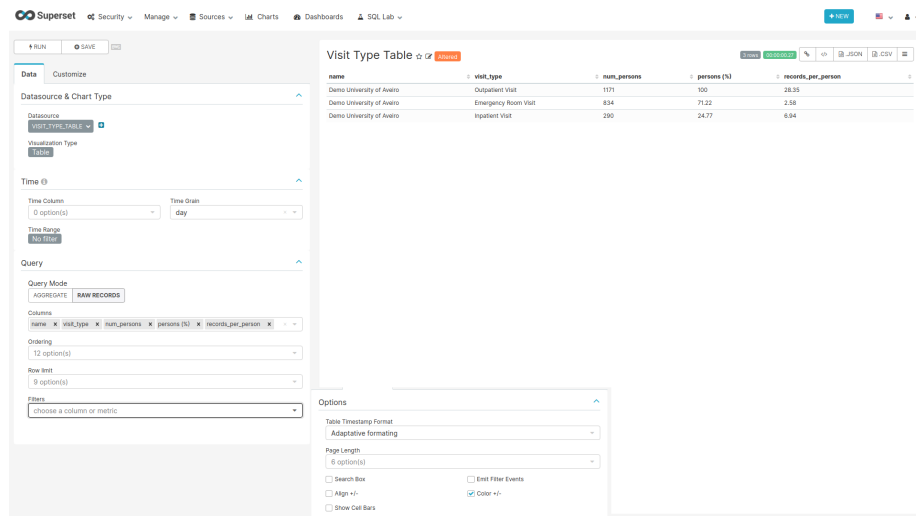 Superset Security Manage Sources Charts Dashboards SQL Lab + NEW
RUN SAVE
Data Customize
Datasource & Chart Type
Datasource
VISIT_TYPE_TABLE
Visualization Type
Table
Time
Time Column Time Grain
0 option(s) day
Time Range
No filter
Query
Query Mode
AGGREGATE RAW RECORDS
Columns
name x visit_type x num_persons x persons (%) x records_per_person x
Ordering
12 option(s)
Row limit
9 option(s)
Filters
choose a column or metric
Visit Type Table Altered 3 rows 00:00:00.27 .JSON .CSV
name visit_type num_persons persons (%) records_per_person
Demo University of Aveiro Outpatient Visit 1171 100 28.35
Demo University of Aveiro Emergency Room Visit 834 71.22 2.58
Demo University of Aveiro Inpatient Visit 290 24.77 6.94
Options
Table Timestamp Format
Adaptative formating
Page Length
6 option(s)
Search Box Emit Filter Events
Align +/- Color +/-
Show Cell Bars